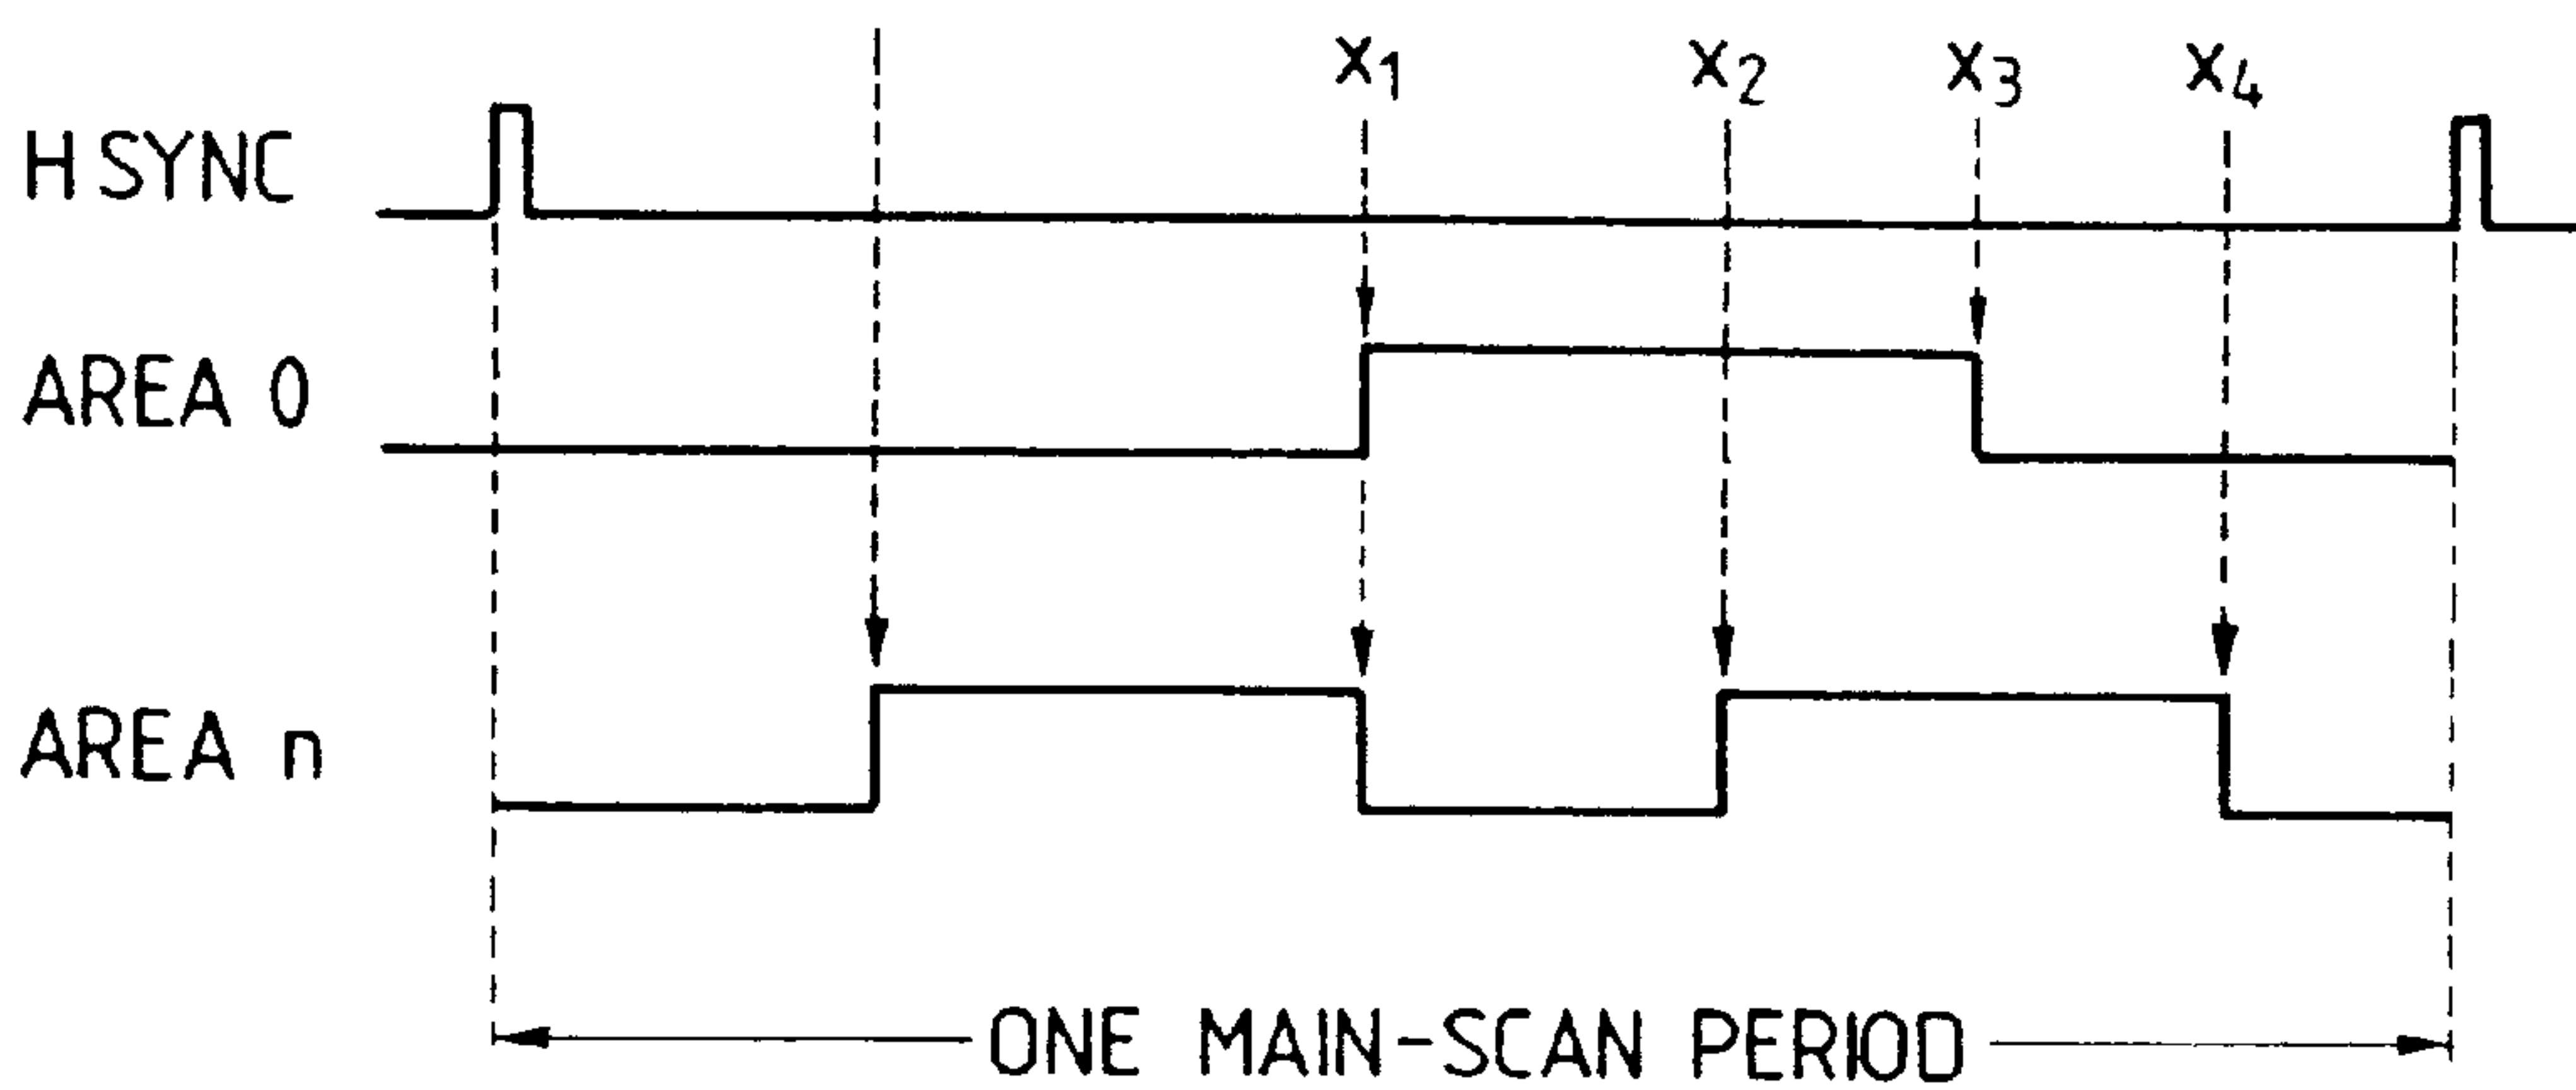 x₁ x₂ x₃ x₄
H SYNC
AREA 0
AREA n
ONE MAIN-SCAN PERIOD